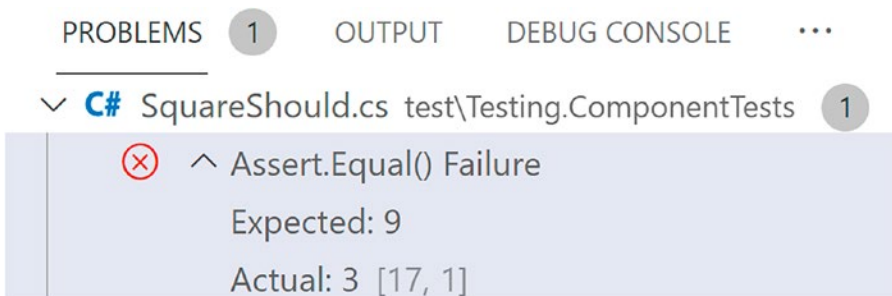 PROBLEMS 1 OUTPUT DEBUG CONSOLE ...
C# SquareShould.cs test\Testing.ComponentTests 1
Assert.Equal() Failure
Expected: 9
Actual: 3 [17, 1]